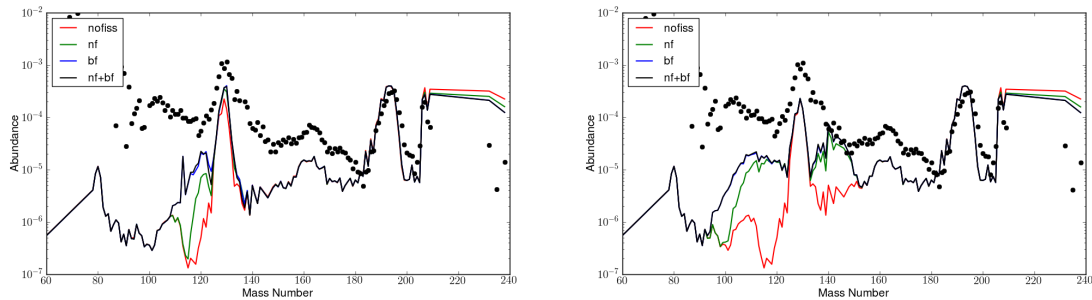 10^{-2}
10^{-3}
10^{-4}
10^{-5}
10^{-6}
10^{-7}
Abundance
nofiss
nf
bf
nf+bf
60 80 100 120 140 160 180 200 220 240
Mass Number
10^{-2}
10^{-3}
10^{-4}
10^{-5}
10^{-6}
10^{-7}
Abundance
nofiss
nf
bf
nf+bf
60 80 100 120 140 160 180 200 220 240
Mass Number